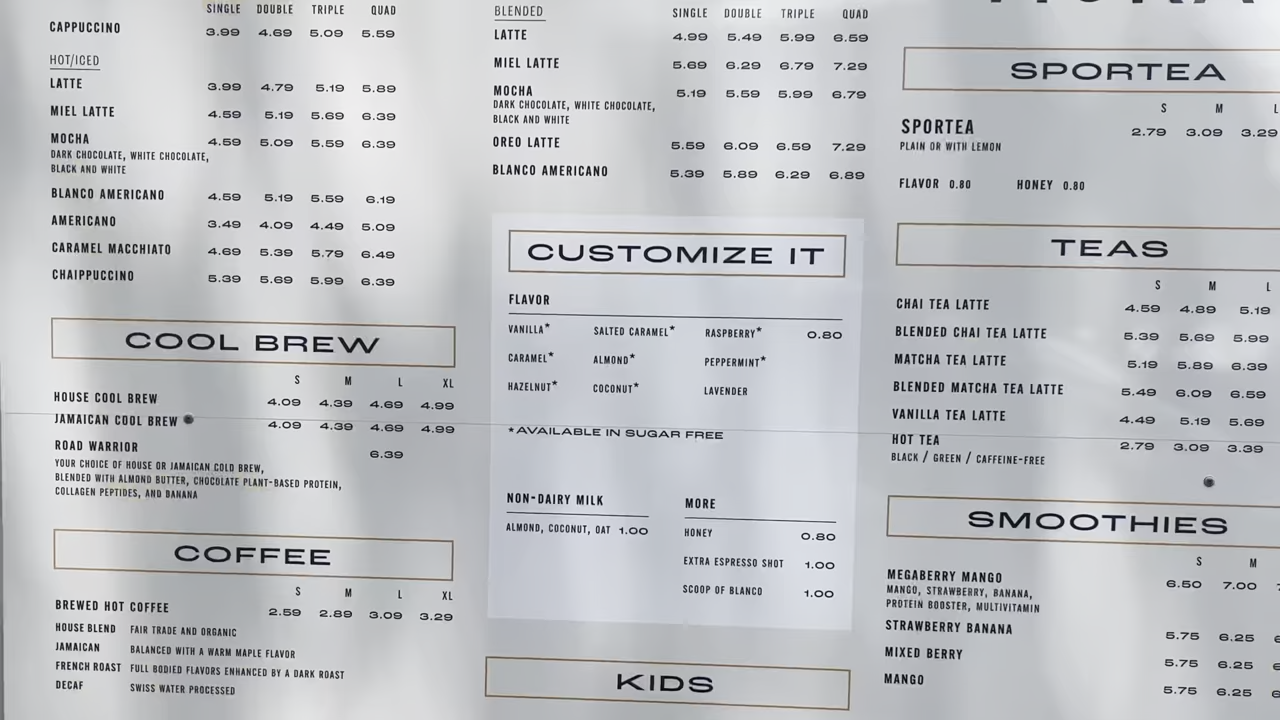 SINGLE DOUBLE TRIPLE QUAD
CAPPUCCINO 3.99 4.69 5.09 5.59
HOT/ICED
LATTE 3.99 4.79 5.19 5.89
MIEL LATTE 4.59 5.19 5.69 6.39
MOCHA 4.59 5.09 5.59 6.39
DARK CHOCOLATE, WHITE CHOCOLATE,
BLACK AND WHITE
BLANCO AMERICANO 4.59 5.19 5.59 6.19
AMERICANO 3.49 4.09 4.49 5.09
CARAMEL MACCHIATO 4.69 5.39 5.79 6.49
CHAIPPUCCINO 5.39 5.69 5.99 6.39
COOL BREW
S M L XL
HOUSE COOL BREW 4.09 4.39 4.69 4.99
JAMAICAN COOL BREW 4.09 4.39 4.69 4.99
ROAD WARRIOR 6.39
YOUR CHOICE OF HOUSE OR JAMAICAN COLD BREW,
BLENDED WITH ALMOND BUTTER, CHOCOLATE PLANT-BASED PROTEIN,
COLLAGEN PEPTIDES, AND BANANA
COFFEE
S M L XL
BREWED HOT COFFEE 2.59 2.89 3.09 3.29
HOUSE BLEND FAIR TRADE AND ORGANIC
JAMAICAN BALANCED WITH A WARM MAPLE FLAVOR
FRENCH ROAST FULL BODIED FLAVORS ENHANCED BY A DARK ROAST
DECAF SWISS WATER PROCESSED
BLENDED SINGLE DOUBLE TRIPLE QUAD
LATTE 4.99 5.49 5.99 6.59
MIEL LATTE 5.69 6.29 6.79 7.29
MOCHA 5.19 5.59 5.99 6.79
DARK CHOCOLATE, WHITE CHOCOLATE,
BLACK AND WHITE
OREO LATTE 5.59 6.09 6.59 7.29
BLANCO AMERICANO 5.39 5.89 6.29 6.89
CUSTOMIZE IT
FLAVOR
VANILLA* SALTED CARAMEL* RASPBERRY* 0.80
CARAMEL* ALMOND* PEPPERMINT*
HAZELNUT* COCONUT* LAVENDER
*AVAILABLE IN SUGAR FREE
NON-DAIRY MILK
ALMOND, COCONUT, OAT 1.00
MORE
HONEY 0.80
EXTRA ESPRESSO SHOT 1.00
SCOOP OF BLANCO 1.00
KIDS
SPORTEA
S M L
SPORTEA 2.79 3.09 3.29
PLAIN OR WITH LEMON
FLAVOR 0.80 HONEY 0.80
TEAS
S M L
CHAI TEA LATTE 4.59 4.89 5.19
BLENDED CHAI TEA LATTE 5.39 5.69 5.99
MATCHA TEA LATTE 5.19 5.89 6.39
BLENDED MATCHA TEA LATTE 5.49 6.09 6.59
VANILLA TEA LATTE 4.49 5.19 5.69
HOT TEA 2.79 3.09 3.39
BLACK / GREEN / CAFFEINE-FREE
SMOOTHIES
S M
MEGABERRY MANGO 6.50 7.00
MANGO, STRAWBERRY, BANANA,
PROTEIN BOOSTER, MULTIVITAMIN
STRAWBERRY BANANA 5.75 6.25
MIXED BERRY 5.75 6.25
MANGO 5.75 6.25